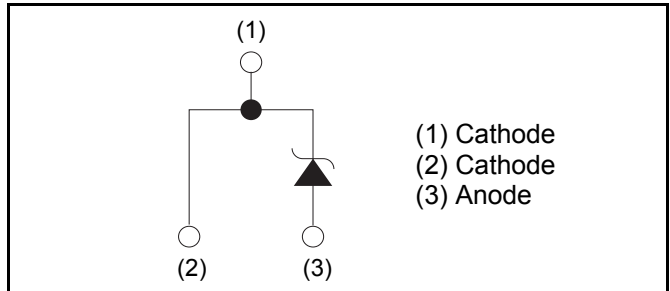 (1)
(1) Cathode
(2) Cathode
(3) Anode
(2)
(3)